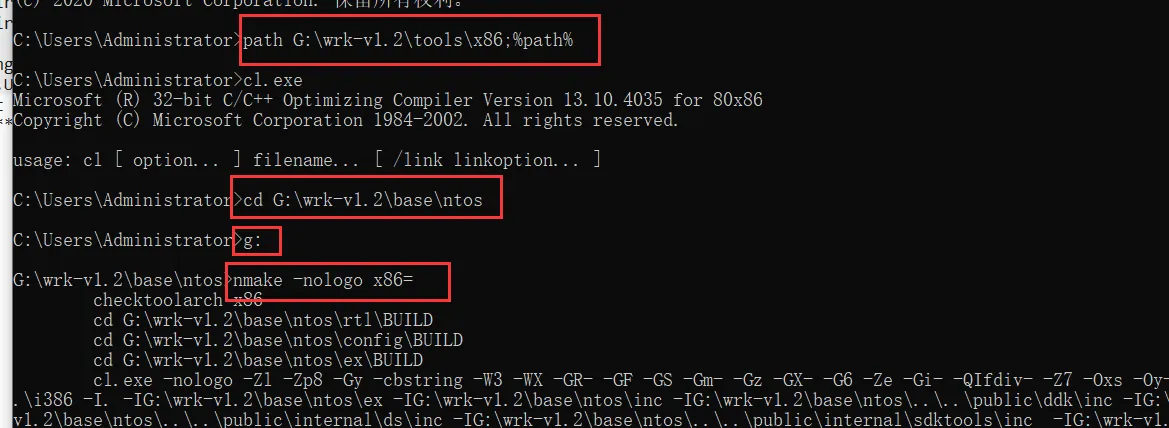 (c) 2020 Microsoft Corporation. 保留所有权利。
C:\Users\Administrator>path G:\wrk-v1.2\tools\x86;%path%
C:\Users\Administrator>cl.exe
Microsoft (R) 32-bit C/C++ Optimizing Compiler Version 13.10.4035 for 80x86
Copyright (C) Microsoft Corporation 1984-2002. All rights reserved.
usage: cl [ option... ] filename... [ /link linkoption... ]
C:\Users\Administrator>cd G:\wrk-v1.2\base\ntos
C:\Users\Administrator>g:
G:\wrk-v1.2\base\ntos>nmake -nologo x86=
checktoolarch x86
cd G:\wrk-v1.2\base\ntos\rtl\BUILD
cd G:\wrk-v1.2\base\ntos\config\BUILD
cd G:\wrk-v1.2\base\ntos\ex\BUILD
cl.exe -nologo -Zl -Zp8 -Gy -cbstring -W3 -WX -GR- -GF -GS -Gm- -Gz -GX- -G6 -Ze -Gi- -QIfdiv- -Z7 -Oxs -Oy-
.\i386 -I. -IG:\wrk-v1.2\base\ntos\ex -IG:\wrk-v1.2\base\ntos\inc -IG:\wrk-v1.2\base\ntos\..\..\public\ddk\inc -IG:\
v1.2\base\ntos\..\..\public\internal\ds\inc -IG:\wrk-v1.2\base\ntos\..\..\public\internal\sdktools\inc -IG:\wrk-v1.